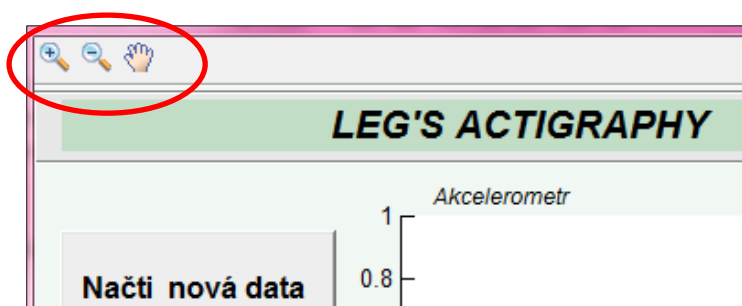 LEG'S ACTIGRAPHY
Akcelerometr
1
Načti nová data
0.8